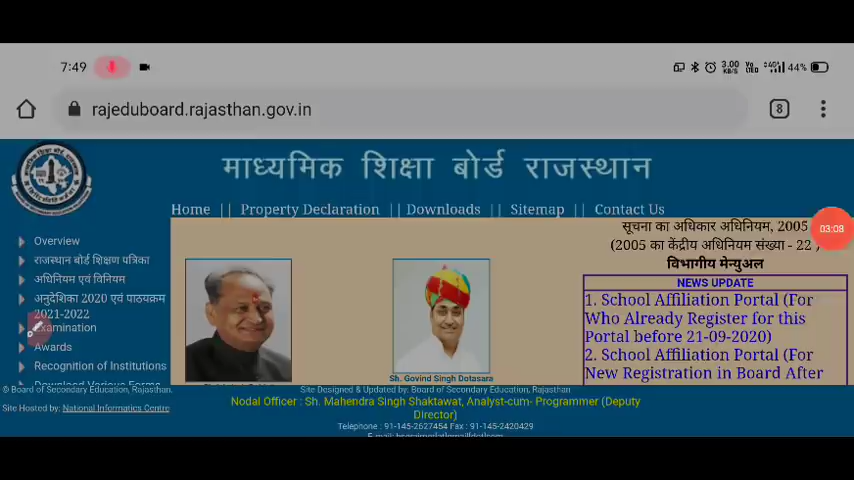 7:49
3.00 KB/S
44%
rajeduboard.rajasthan.gov.in
8
माध्यमिक शिक्षा बोर्ड राजस्थान
Home || Property Declaration || Downloads || Sitemap || Contact Us
Overview
राजस्थान बोर्ड शिक्षण पत्रिका
अधिनियम एवं विनियम
अनुदेशिका 2020 एवं पाठ्यक्रम
2021-2022
Examination
Awards
Recognition of Institutions
Download Various Forms
Sh. Govind Singh Dotasara
सूचना का अधिकार अधिनियम, 2005
(2005 का केंद्रीय अधिनियम संख्या - 22 )
03:08
विभागीय मेन्युअल
NEWS UPDATE
1. School Affiliation Portal (For
Who Already Register for this
Portal before 21-09-2020)
2. School Affiliation Portal (For
New Registration in Board After
© Board of Secondary Education, Rajasthan.
Site Hosted by: National Informatics Centre
Site Designed & Updated by: Board of Secondary Education, Rajasthan
Nodal Officer : Sh. Mahendra Singh Shaktawat, Analyst-cum- Programmer (Deputy
Director)
Telephone : 91-145-2627454 Fax : 91-145-2420429